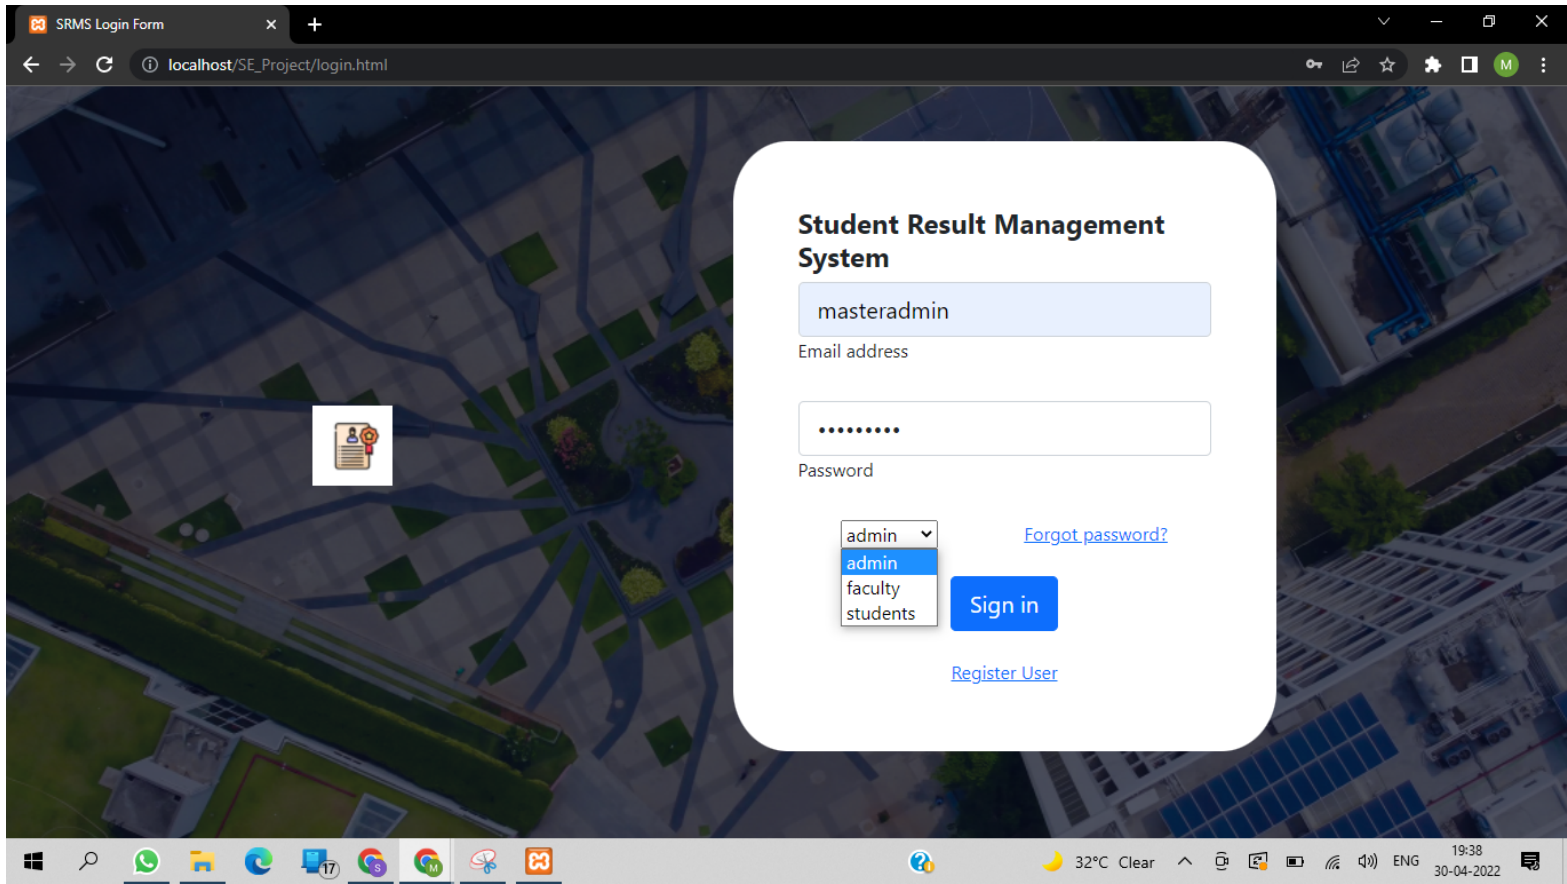 SRMS Login Form
localhost/SE_Project/login.html
M
Student Result Management
System
masteradmin
Email address
•••••••••
Password
admin
Forgot password?
admin
faculty
students
Sign in
Register User
17
S
M
32°C Clear
ENG
19:38
30-04-2022